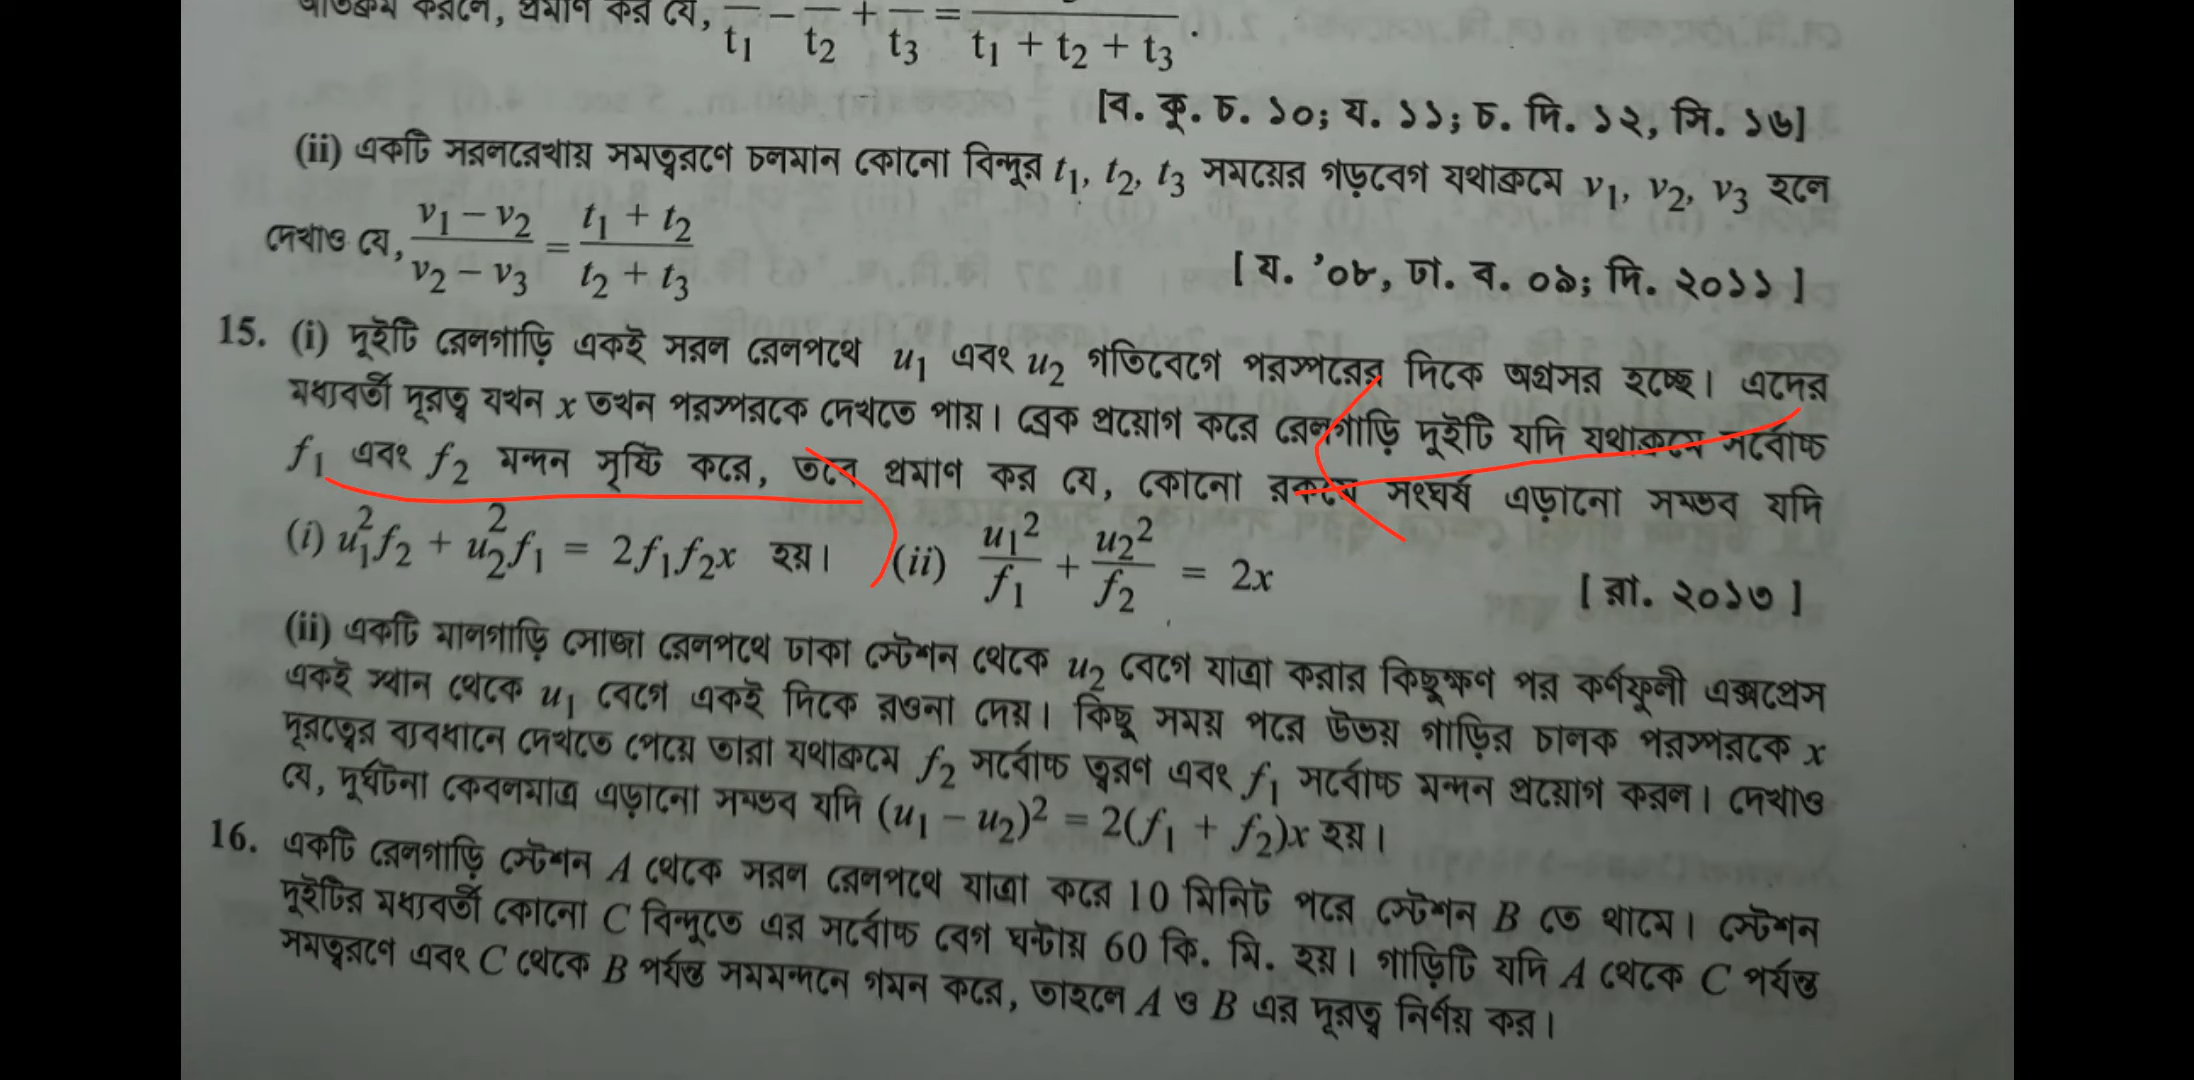 করলে, প্রমাণ কর যে, — − — + — = ———
t₁ t₂ t₃ t₁ + t₂ + t₃ .
[ব. কু. চ. ১০; য. ১১; চ. দি. ১২, সি. ১৬]
(ii) একটি সরলরেখায় সমত্বরণে চলমান কোনো বিন্দুর t₁, t₂, t₃ সময়ের গড়বেগ যথাক্রমে v₁, v₂, v₃ হলে
দেখাও যে, (v₁ − v₂)/(v₂ − v₃) = (t₁ + t₂)/(t₂ + t₃) [ য. '০৮, ঢা. ব. ০৯; দি. ২০১১ ]
15. (i) দুইটি রেলগাড়ি একই সরল রেলপথে u₁ এবং u₂ গতিবেগে পরস্পরের দিকে অগ্রসর হচ্ছে। এদের
মধ্যবর্তী দূরত্ব যখন x তখন পরস্পরকে দেখতে পায়। ব্রেক প্রয়োগ করে রেলগাড়ি দুইটি যদি যথাক্রমে সর্বোচ্চ
f₁ এবং f₂ মন্দন সৃষ্টি করে, তবে প্রমাণ কর যে, কোনো রকমে সংঘর্ষ এড়ানো সম্ভব যদি
(i) u₁²f₂ + u₂²f₁ = 2f₁f₂x হয়। (ii) u₁²/f₁ + u₂²/f₂ = 2x [ রা. ২০১৩ ]
(ii) একটি মালগাড়ি সোজা রেলপথে ঢাকা স্টেশন থেকে u₂ বেগে যাত্রা করার কিছুক্ষণ পর কর্ণফুলী এক্সপ্রেস
একই স্থান থেকে u₁ বেগে একই দিকে রওনা দেয়। কিছু সময় পরে উভয় গাড়ির চালক পরস্পরকে x
দূরত্বের ব্যবধানে দেখতে পেয়ে তারা যথাক্রমে f₂ সর্বোচ্চ ত্বরণ এবং f₁ সর্বোচ্চ মন্দন প্রয়োগ করল। দেখাও
যে, দুর্ঘটনা কেবলমাত্র এড়ানো সম্ভব যদি (u₁ − u₂)² = 2(f₁ + f₂)x হয়।
16. একটি রেলগাড়ি স্টেশন A থেকে সরল রেলপথে যাত্রা করে 10 মিনিট পরে স্টেশন B তে থামে। স্টেশন
দুইটির মধ্যবর্তী কোনো C বিন্দুতে এর সর্বোচ্চ বেগ ঘন্টায় 60 কি. মি. হয়। গাড়িটি যদি A থেকে C পর্যন্ত
সমত্বরণে এবং C থেকে B পর্যন্ত সমমন্দনে গমন করে, তাহলে A ও B এর দূরত্ব নির্ণয় কর।